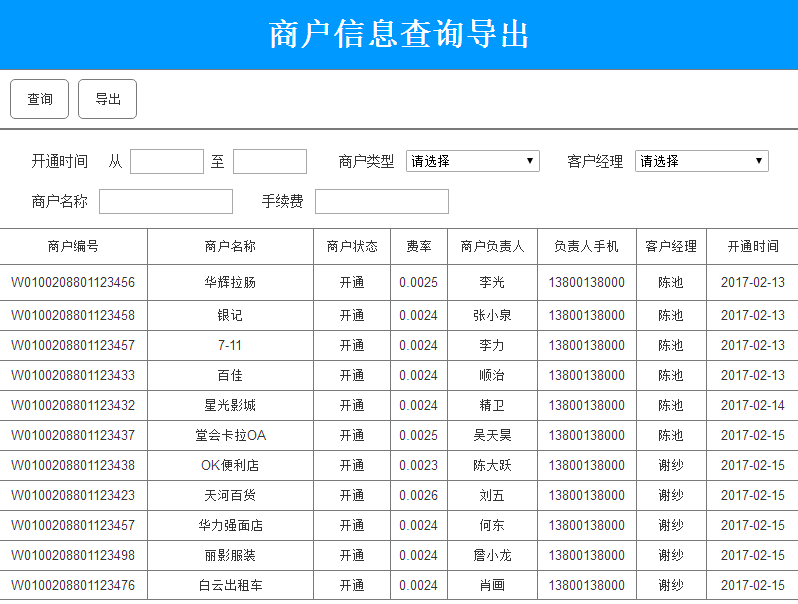 商户信息查询导出
查询 导出
开通时间 从 至 商户类型 请选择 客户经理 请选择
商户名称 手续费
商户编号 商户名称 商户状态 费率 商户负责人 负责人手机 客户经理 开通时间
W0100208801123456 华辉拉肠 开通 0.0025 李光 13800138000 陈池 2017-02-13
W0100208801123458 银记 开通 0.0024 张小泉 13800138000 陈池 2017-02-13
W0100208801123457 7-11 开通 0.0024 李力 13800138000 陈池 2017-02-13
W0100208801123433 百佳 开通 0.0024 顺治 13800138000 陈池 2017-02-13
W0100208801123432 星光影城 开通 0.0024 精卫 13800138000 陈池 2017-02-14
W0100208801123437 堂会卡拉OA 开通 0.0025 吴天昊 13800138000 陈池 2017-02-15
W0100208801123438 OK便利店 开通 0.0023 陈大跃 13800138000 谢纱 2017-02-15
W0100208801123423 天河百货 开通 0.0026 刘五 13800138000 谢纱 2017-02-15
W0100208801123457 华力强面店 开通 0.0024 何东 13800138000 谢纱 2017-02-15
W0100208801123498 丽影服装 开通 0.0024 詹小龙 13800138000 谢纱 2017-02-15
W0100208801123476 白云出租车 开通 0.0024 肖画 13800138000 谢纱 2017-02-15